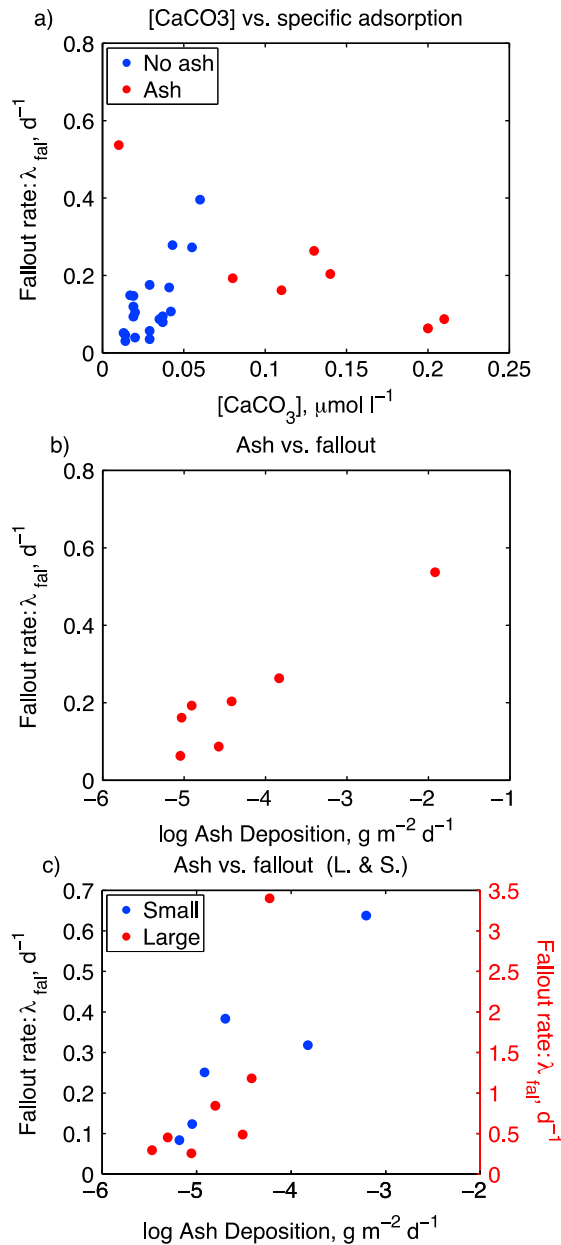 a)
[CaCO3] vs. specific adsorption
0.8
No ash
Ash
0.6
0.4
0.2
0
Fallout rate: λ fal, d⁻¹
0 0.05 0.1 0.15 0.2 0.25
[CaCO₃], μmol l⁻¹
b)
Ash vs. fallout
0.8
0.6
0.4
0.2
0
Fallout rate: λ fal, d⁻¹
−6 −5 −4 −3 −2 −1
log Ash Deposition, g m⁻² d⁻¹
c)
Ash vs. fallout (L. & S.)
0.7
Small
Large
0.6
0.5
0.4
0.3
0.2
0.1
0
Fallout rate: λ fal, d⁻¹
3.5
3
2.5
2
1.5
1
0.5
0
Fallout rate: λ fal, d⁻¹
−6 −5 −4 −3 −2
log Ash Deposition, g m⁻² d⁻¹